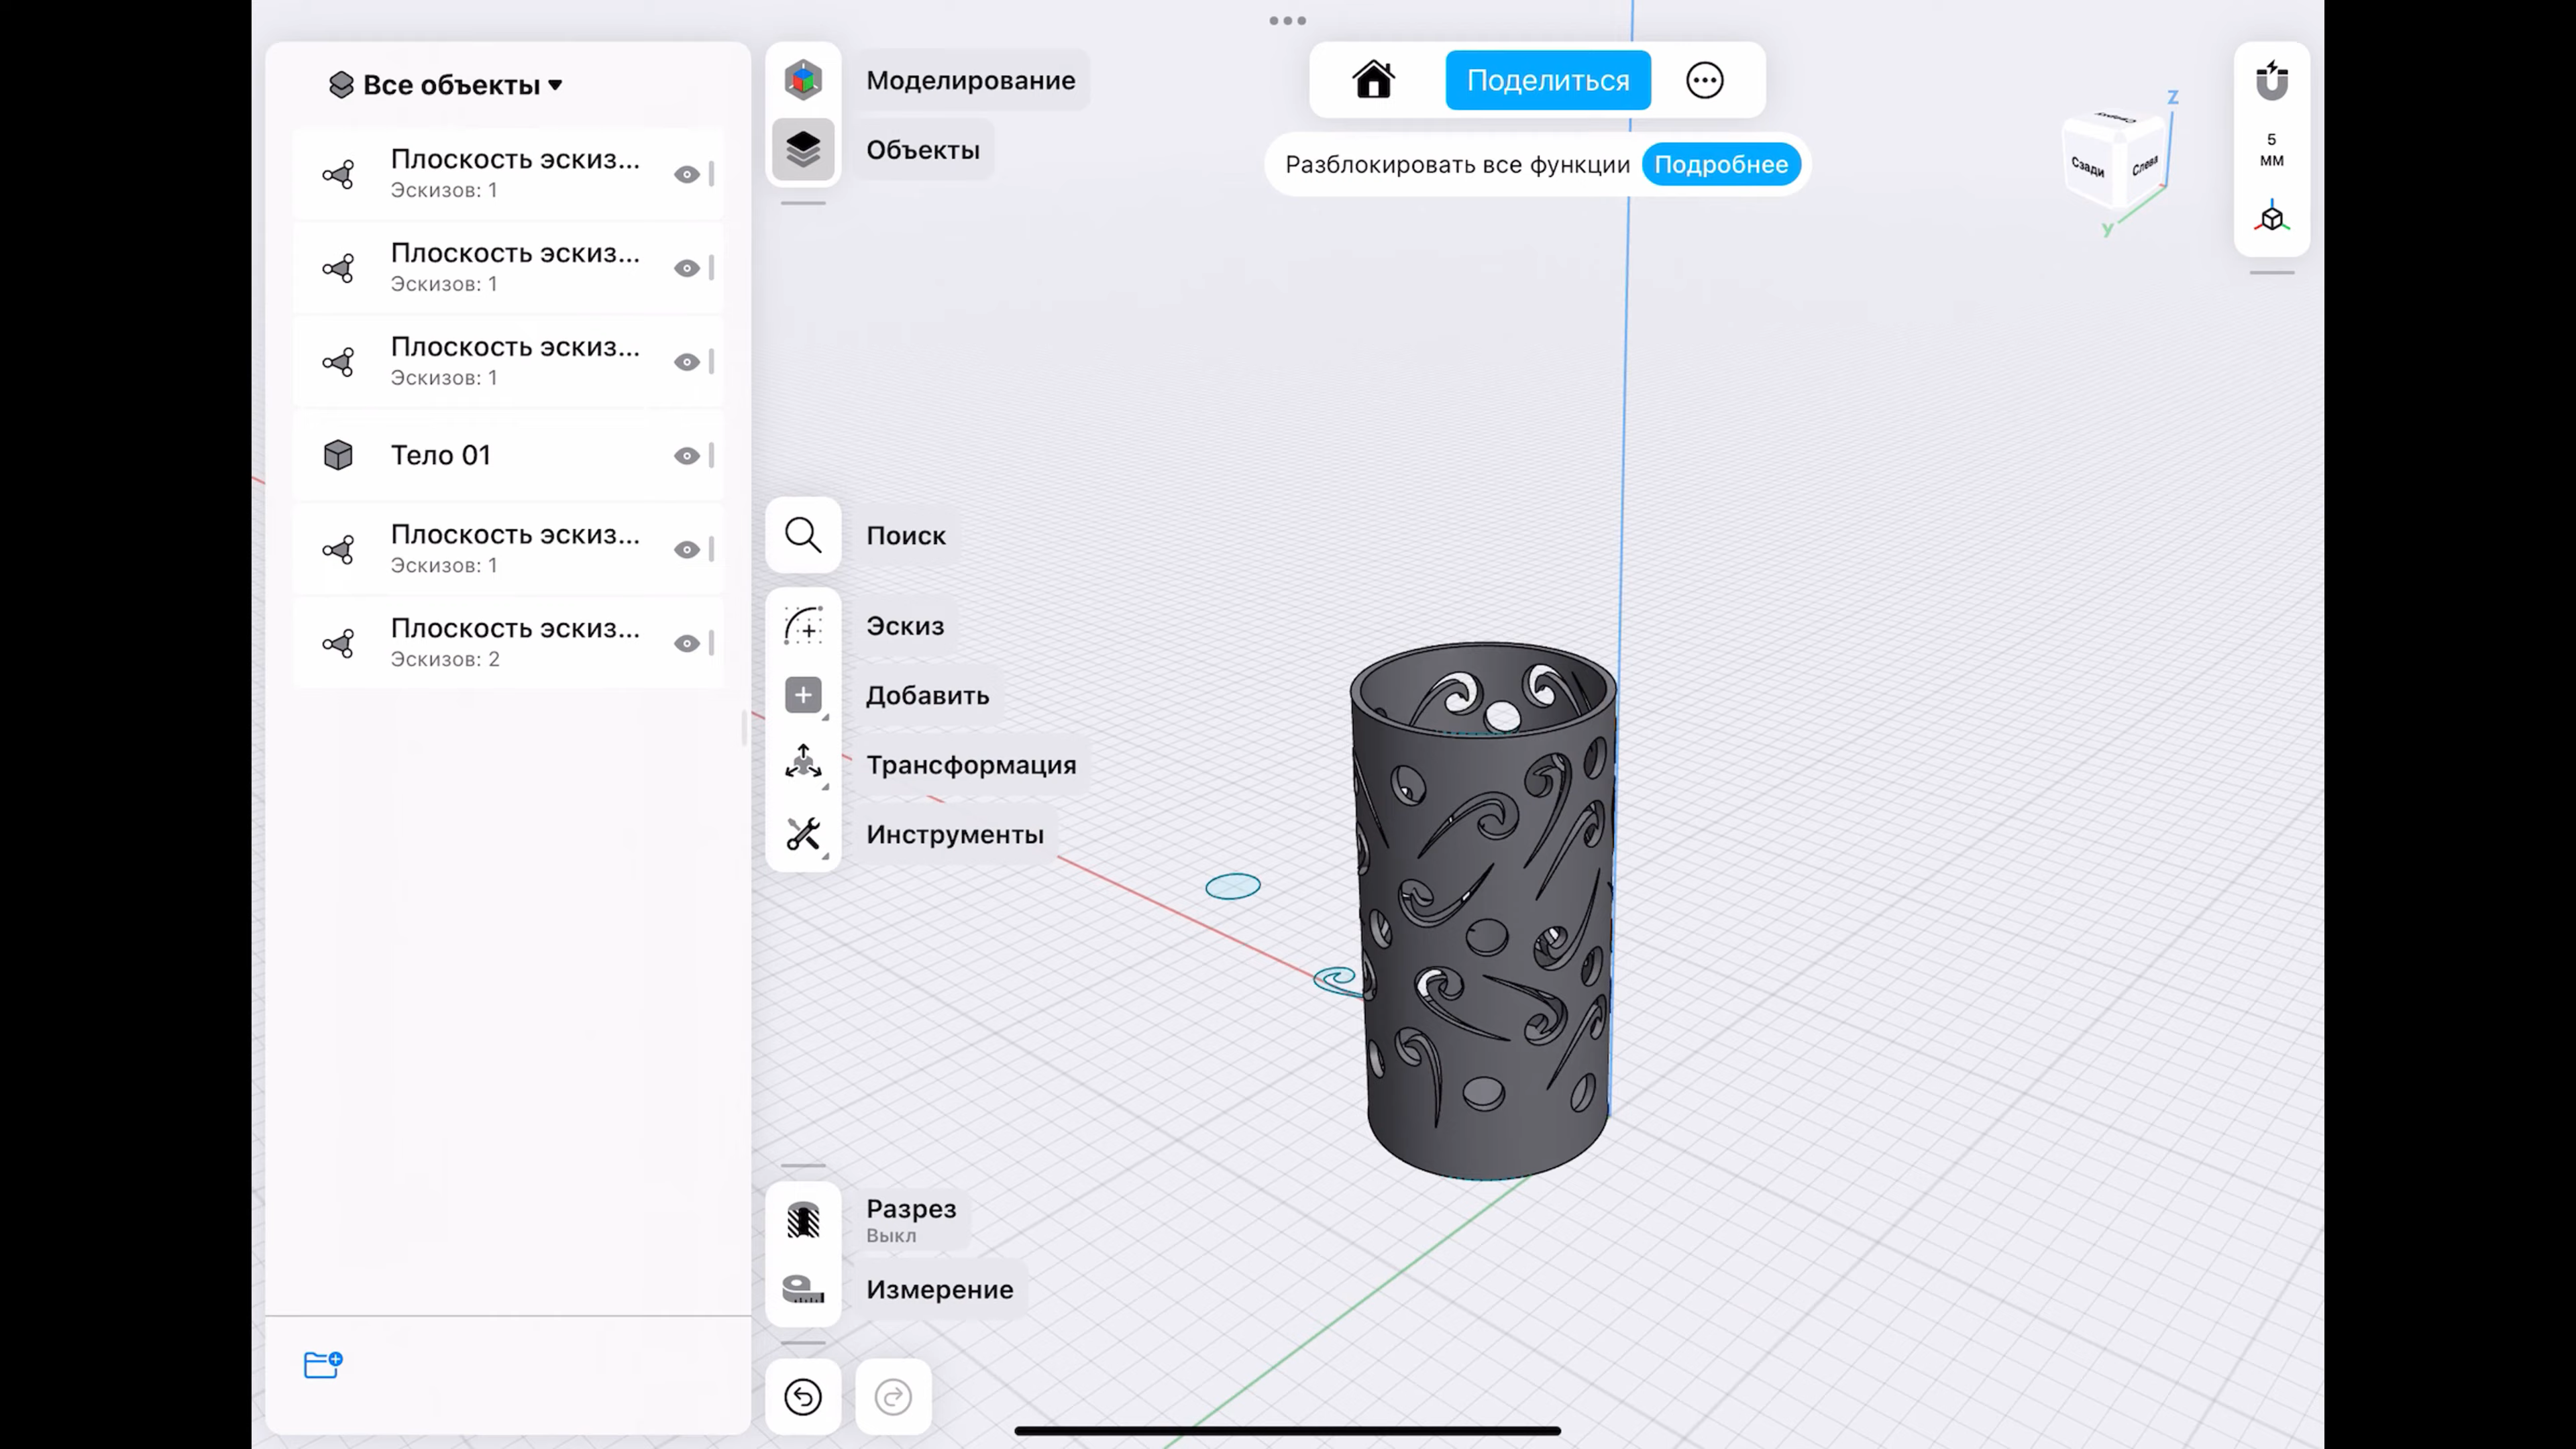 Все объекты
Плоскость эскиз...
Эскизов: 1
Плоскость эскиз...
Эскизов: 1
Плоскость эскиз...
Эскизов: 1
Тело 01
Плоскость эскиз...
Эскизов: 1
Плоскость эскиз...
Эскизов: 2
Моделирование
Объекты
Поиск
Эскиз
Добавить
Трансформация
Инструменты
Разрез
Выкл
Измерение
Поделиться
Разблокировать все функции Подробнее
Z
Сверху
Сзади Слева
y
5
мм